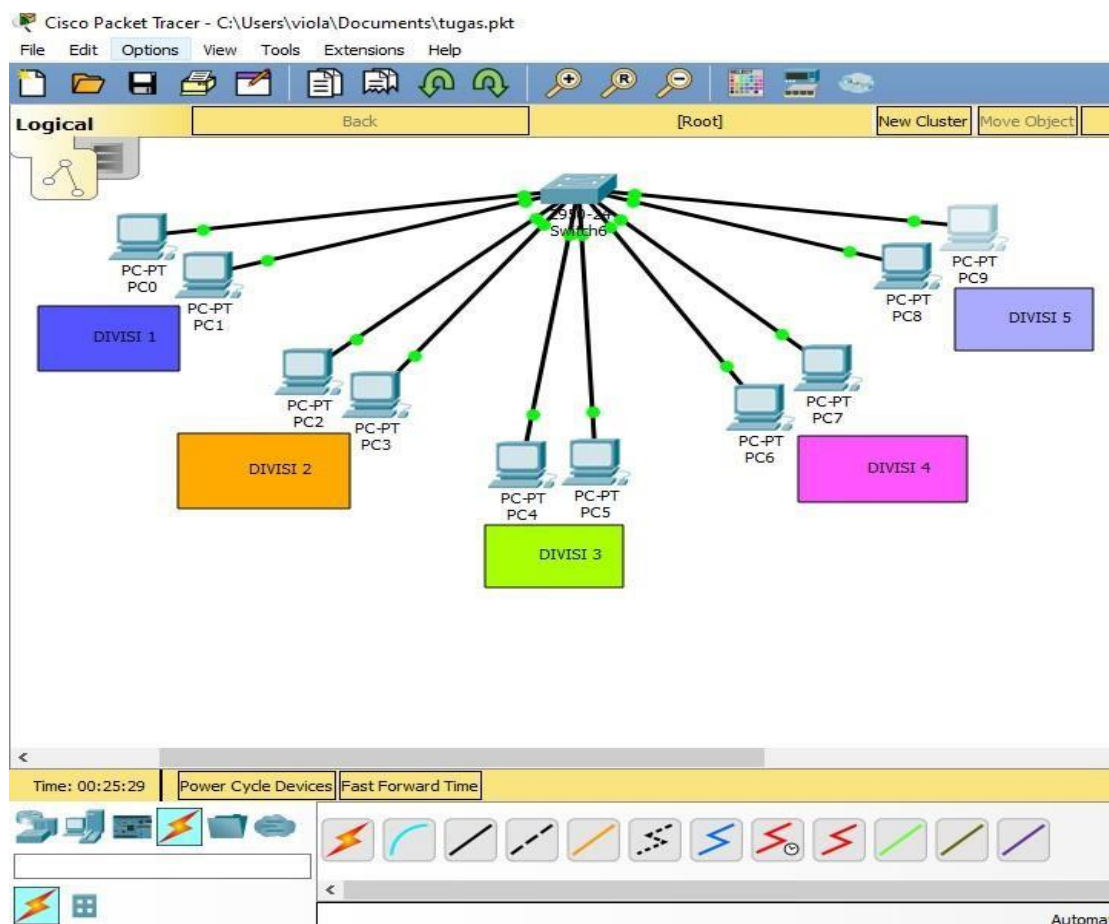 Cisco Packet Tracer - C:\Users\viola\Documents\tugas.pkt
File Edit Options View Tools Extensions Help
Logical Back [Root] New Cluster Move Object
2950-24
Switch6
PC-PT
PC0
PC-PT
PC1
DIVISI 1
PC-PT
PC2
PC-PT
PC3
DIVISI 2
PC-PT
PC4
PC-PT
PC5
DIVISI 3
PC-PT
PC6
PC-PT
PC7
DIVISI 4
PC-PT
PC8
PC-PT
PC9
DIVISI 5
Time: 00:25:29 Power Cycle Devices Fast Forward Time
Automa